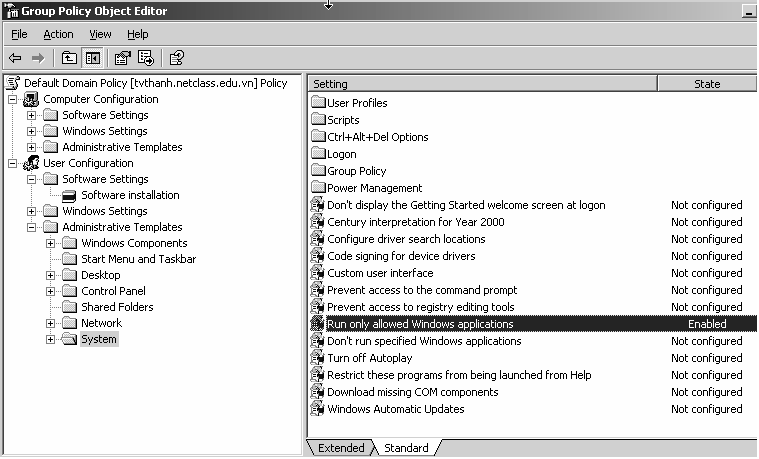 Group Policy Object Editor
File Action View Help
Default Domain Policy [tvthanh.netclass.edu.vn] Policy
Computer Configuration
Software Settings
Windows Settings
Administrative Templates
User Configuration
Software Settings
Software installation
Windows Settings
Administrative Templates
Windows Components
Start Menu and Taskbar
Desktop
Control Panel
Shared Folders
Network
System
Setting State
User Profiles
Scripts
Ctrl+Alt+Del Options
Logon
Group Policy
Power Management
Don't display the Getting Started welcome screen at logon Not configured
Century interpretation for Year 2000 Not configured
Configure driver search locations Not configured
Code signing for device drivers Not configured
Custom user interface Not configured
Prevent access to the command prompt Not configured
Prevent access to registry editing tools Not configured
Run only allowed Windows applications Enabled
Don't run specified Windows applications Not configured
Turn off Autoplay Not configured
Restrict these programs from being launched from Help Not configured
Download missing COM components Not configured
Windows Automatic Updates Not configured
Extended Standard